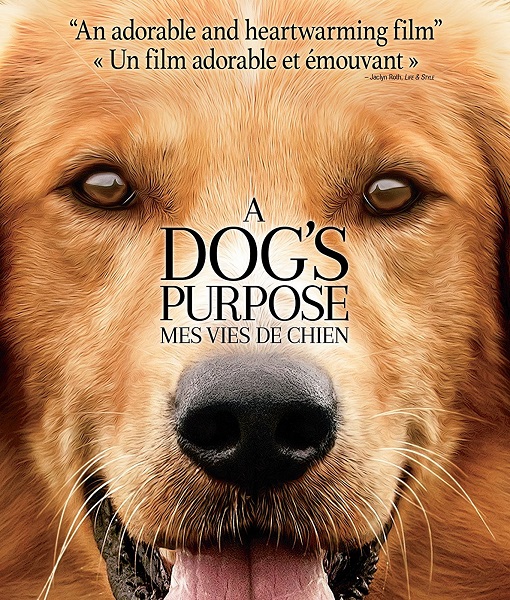 “An adorable and heartwarming film”
« Un film adorable et émouvant »
– Jaclyn Roth, LIFE & STYLE
A
DOG'S
PURPOSE
MES VIES DE CHIEN